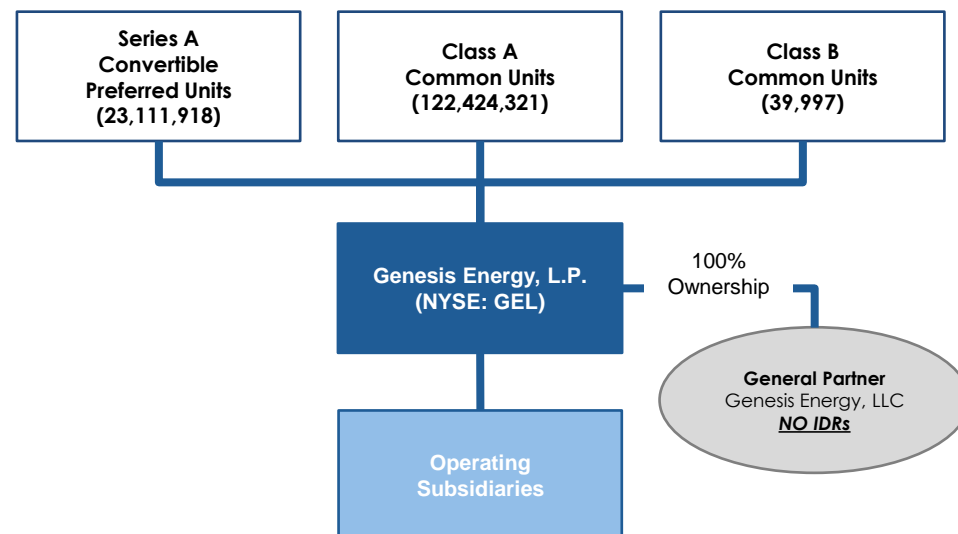 Series A
Convertible
Preferred Units
(23,111,918)
Class A
Common Units
(122,424,321)
Class B
Common Units
(39,997)
Genesis Energy, L.P.
(NYSE: GEL)
100%
Ownership
General Partner
Genesis Energy, LLC
NO IDRs
Operating
Subsidiaries